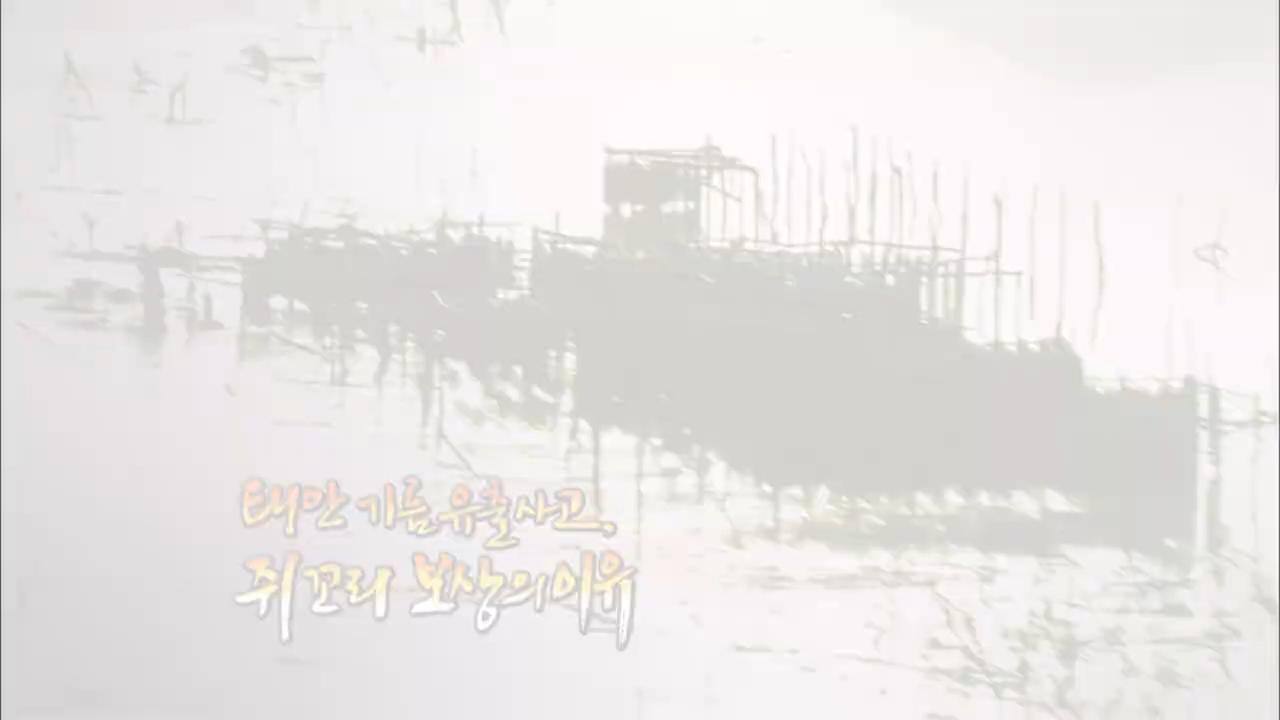 태안 기름 유출 사고,
쥐꼬리 보상의 이유